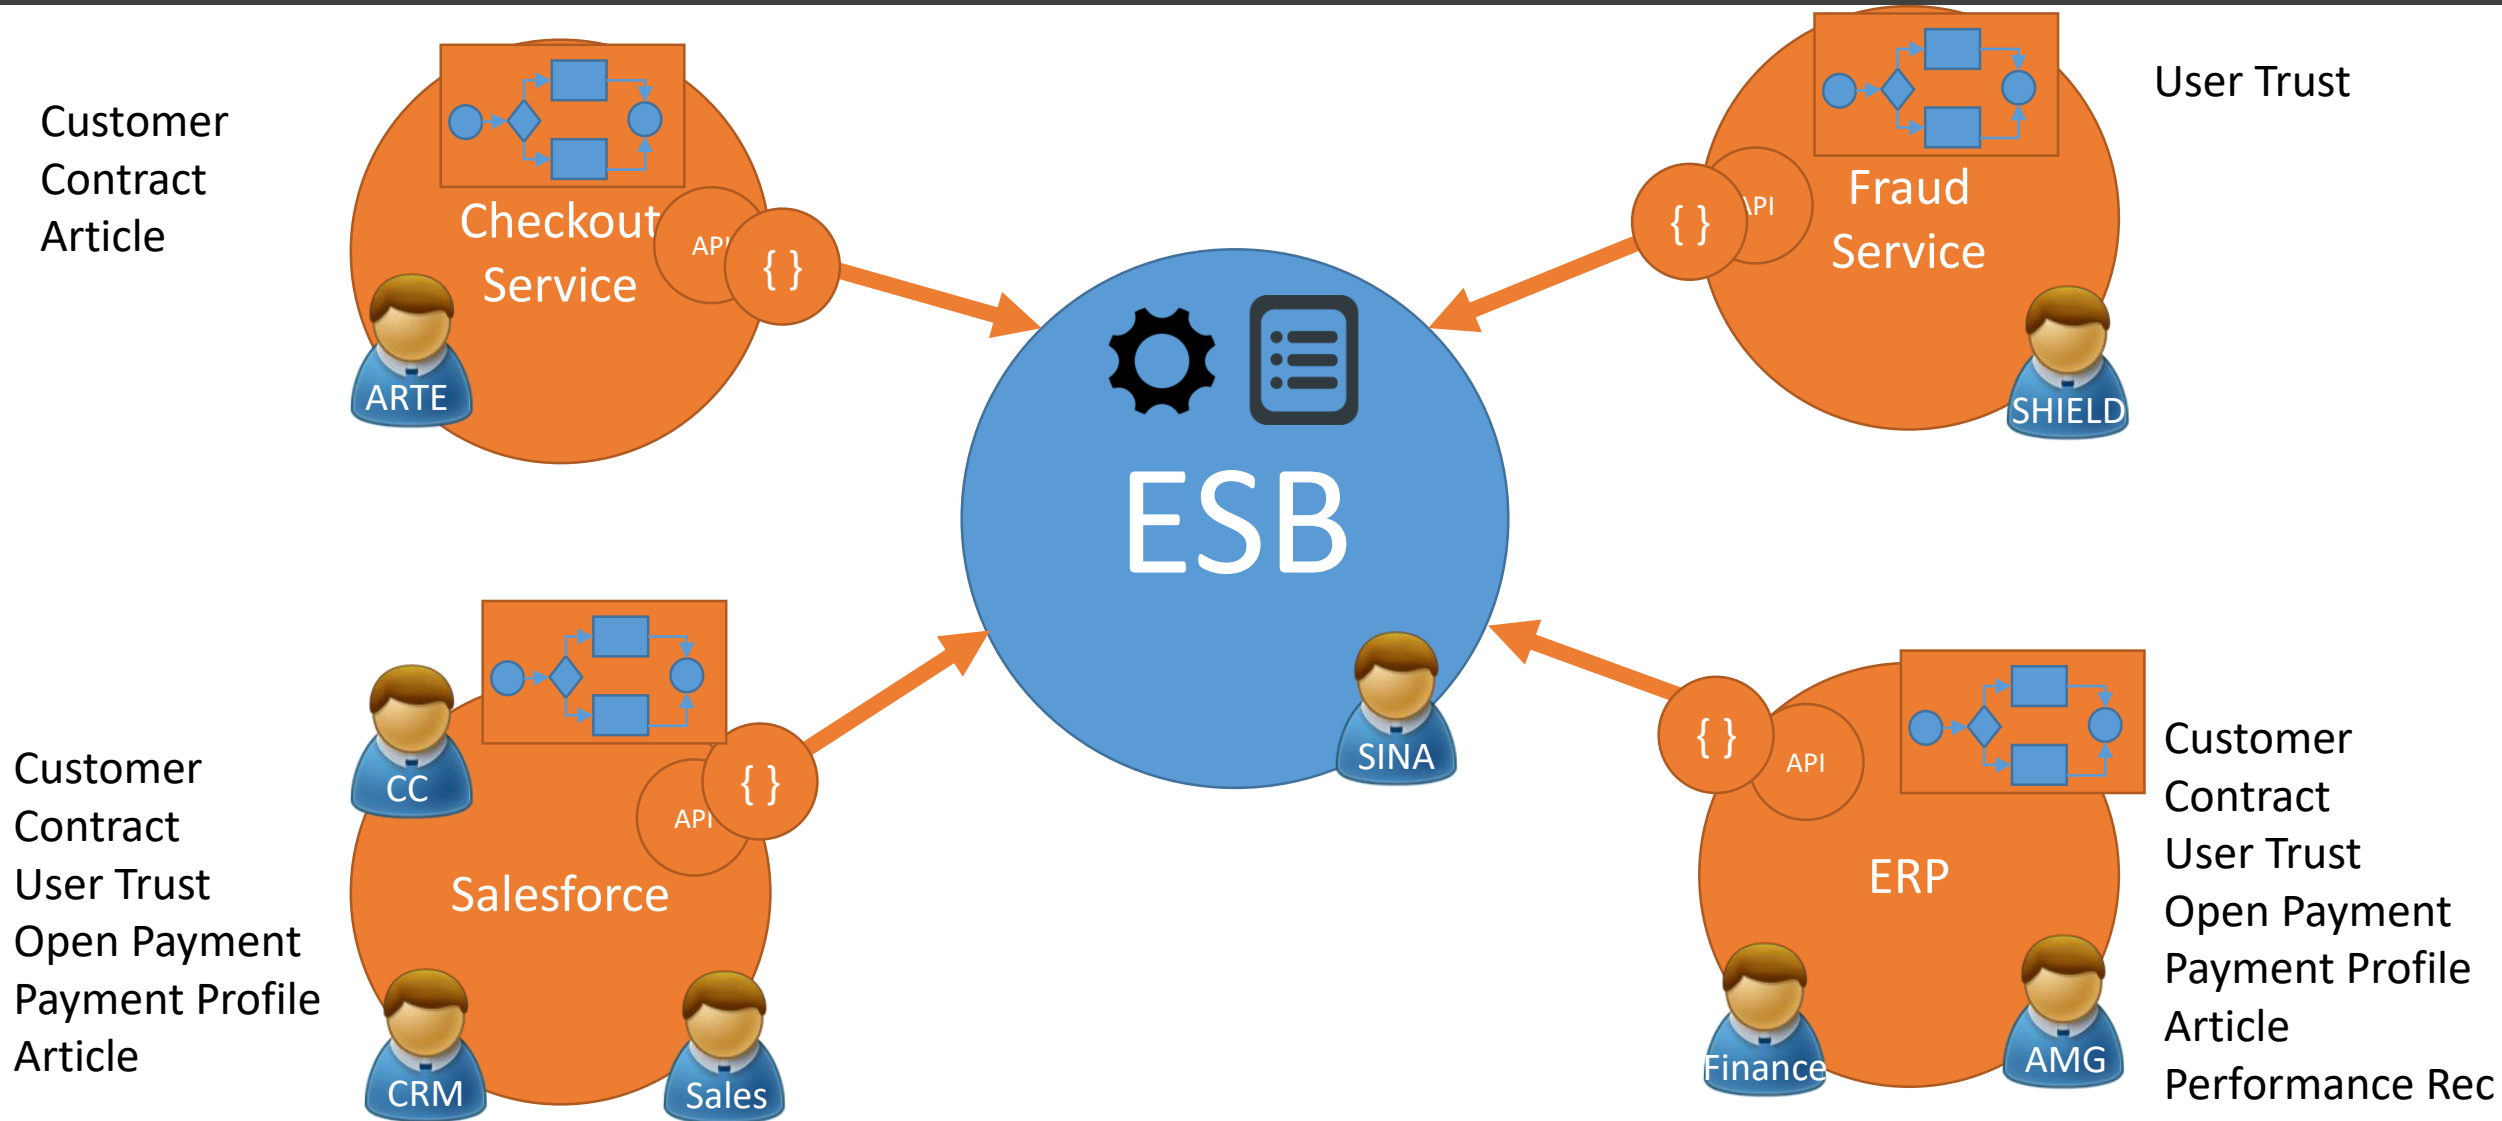 Customer
Contract
Article
Checkout
Service
API
{ }
ARTE
User Trust
Fraud
Service
API
{ }
SHIELD
ESB
SINA
Customer
Contract
User Trust
Open Payment
Payment Profile
Article
CC
API
{ }
Salesforce
CRM
Sales
{ }
API
ERP
Finance
AMG
Customer
Contract
User Trust
Open Payment
Payment Profile
Article
Performance Rec